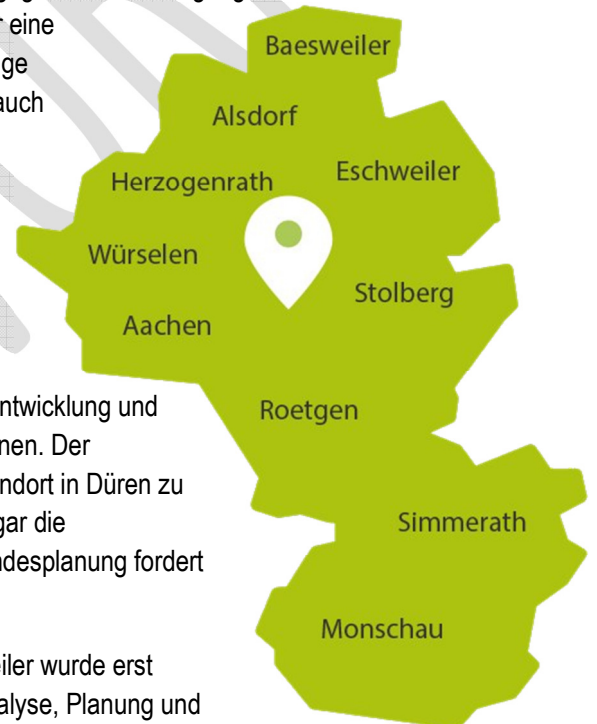 r eine
ge
auch
Baesweiler
Alsdorf
Herzogenrath
Eschweiler
Würselen
Stolberg
Aachen
Roetgen
Simmerath
Monschau
ntwicklung und
nen. Der
ndort in Düren zu
gar die
ndesplanung fordert
eiler wurde erst
alyse, Planung und